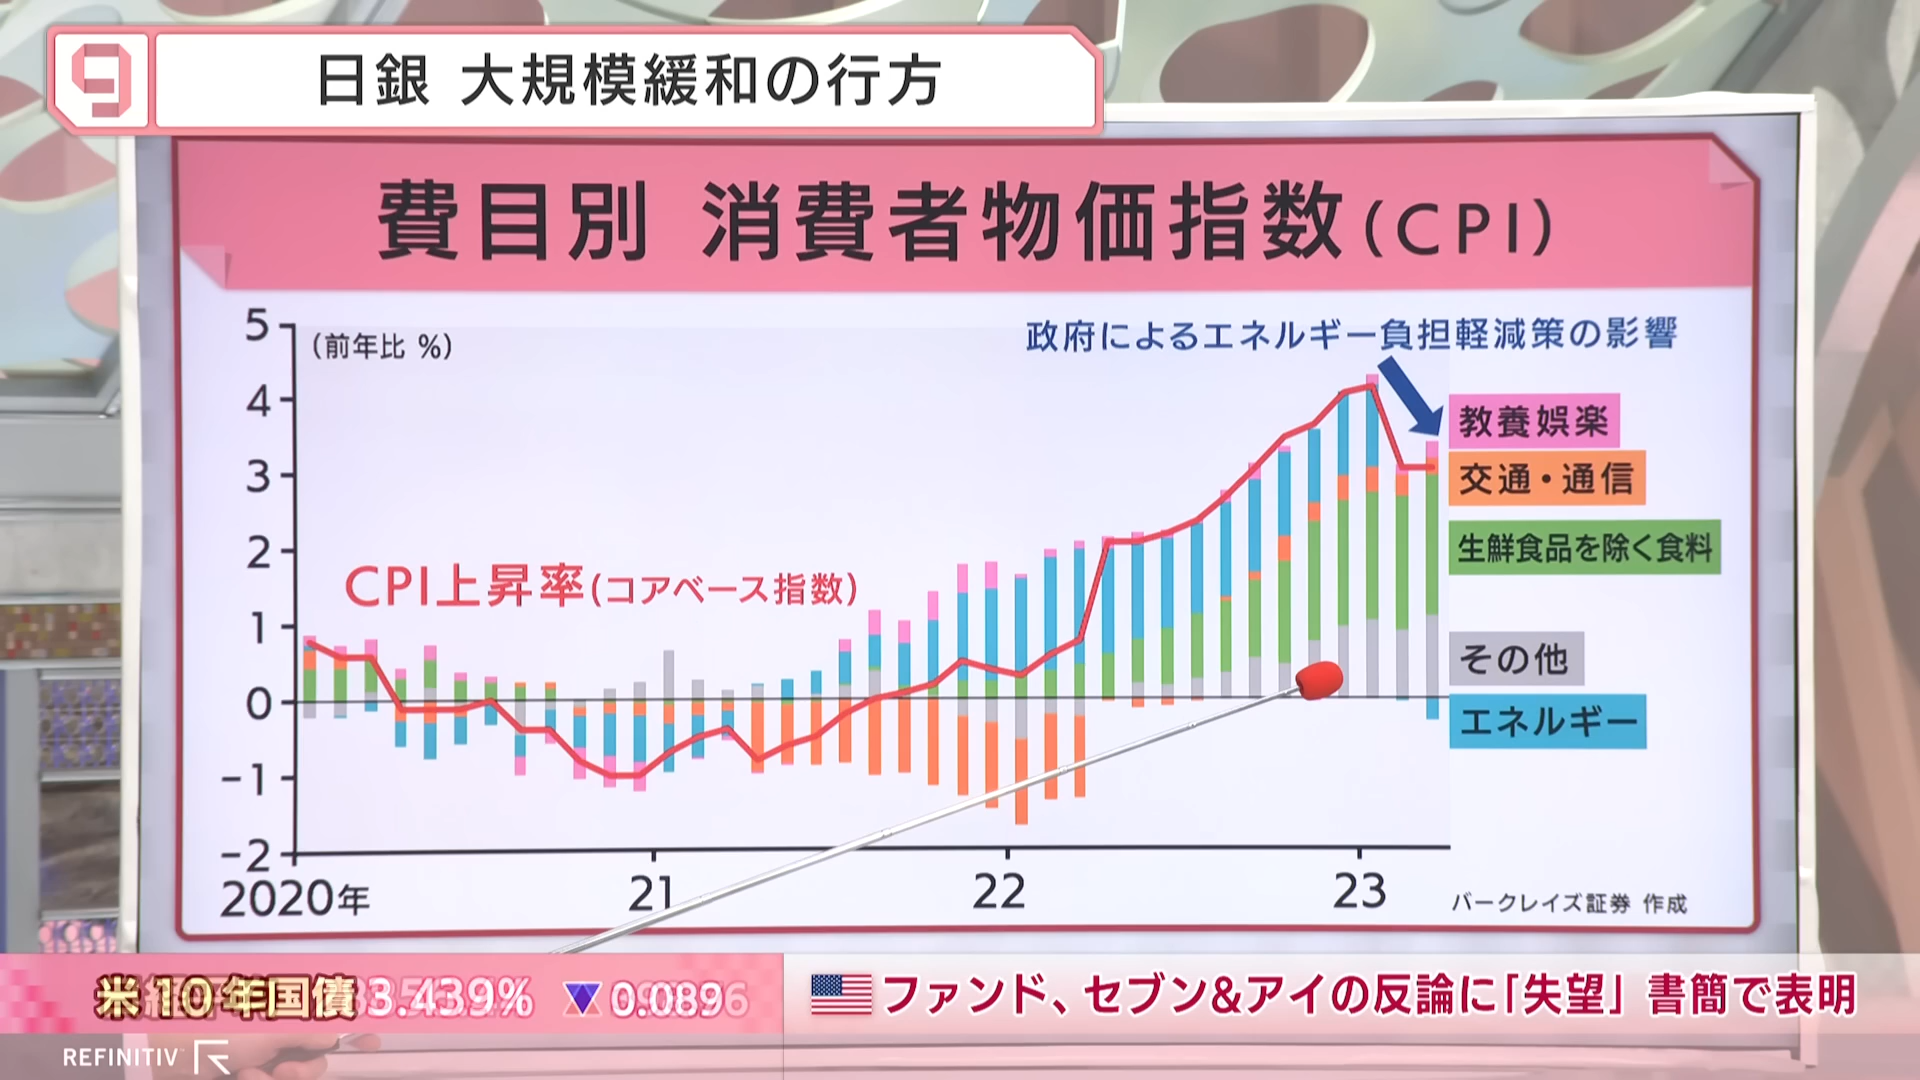 9
日銀 大規模緩和の行方
費目別 消費者物価指数(CPI)
5
(前年比 %)
政府によるエネルギー負担軽減策の影響
4
教養娯楽
3
交通・通信
2
生鮮食品を除く食料
CPI上昇率(コアベース指数)
1
その他
0
エネルギー
-1
-2
2020年
21
22
23
バークレイズ証券 作成
米10年国債 3.439% ▼ 0.089
ファンド、セブン&アイの反論に「失望」 書簡で表明
REFINITIV